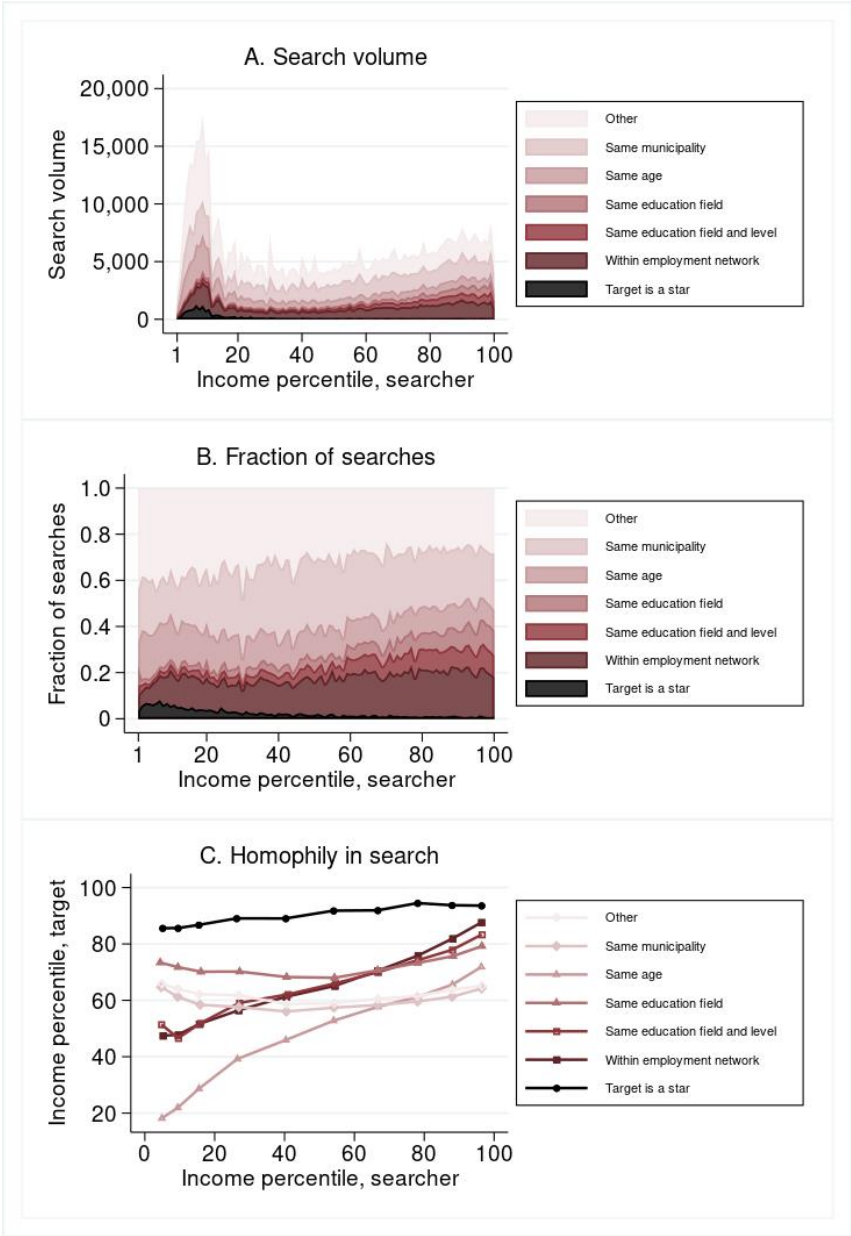 A. Search volume
Search volume
20,000
15,000
10,000
5,000
0
1 20 40 60 80 100
Income percentile, searcher
Other
Same municipality
Same age
Same education field
Same education field and level
Within employment network
Target is a star
B. Fraction of searches
Fraction of searches
1.0
0.8
0.6
0.4
0.2
0
1 20 40 60 80 100
Income percentile, searcher
Other
Same municipality
Same age
Same education field
Same education field and level
Within employment network
Target is a star
C. Homophily in search
Income percentile, target
100
80
60
40
20
0 20 40 60 80 100
Income percentile, searcher
Other
Same municipality
Same age
Same education field
Same education field and level
Within employment network
Target is a star